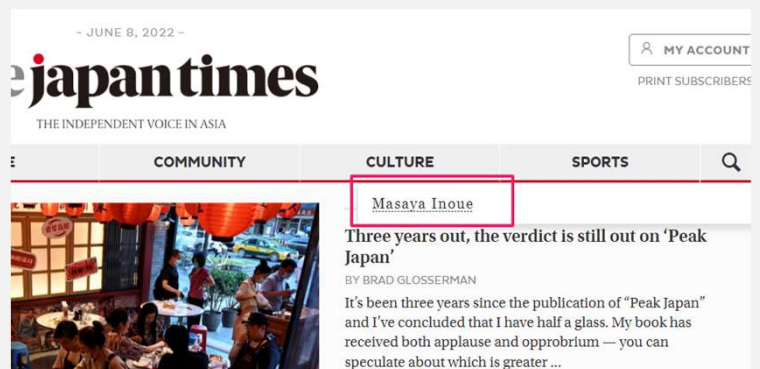 - JUNE 8, 2022 -
MY ACCOUNT
japan times
PRINT SUBSCRIBERS
THE INDEPENDENT VOICE IN ASIA
COMMUNITY CULTURE SPORTS
Masaya Inoue
Three years out, the verdict is still out on ‘Peak
Japan’
BY BRAD GLOSSERMAN
It’s been three years since the publication of “Peak Japan”
and I’ve concluded that I have half a glass. My book has
received both applause and opprobrium — you can
speculate about which is greater ...